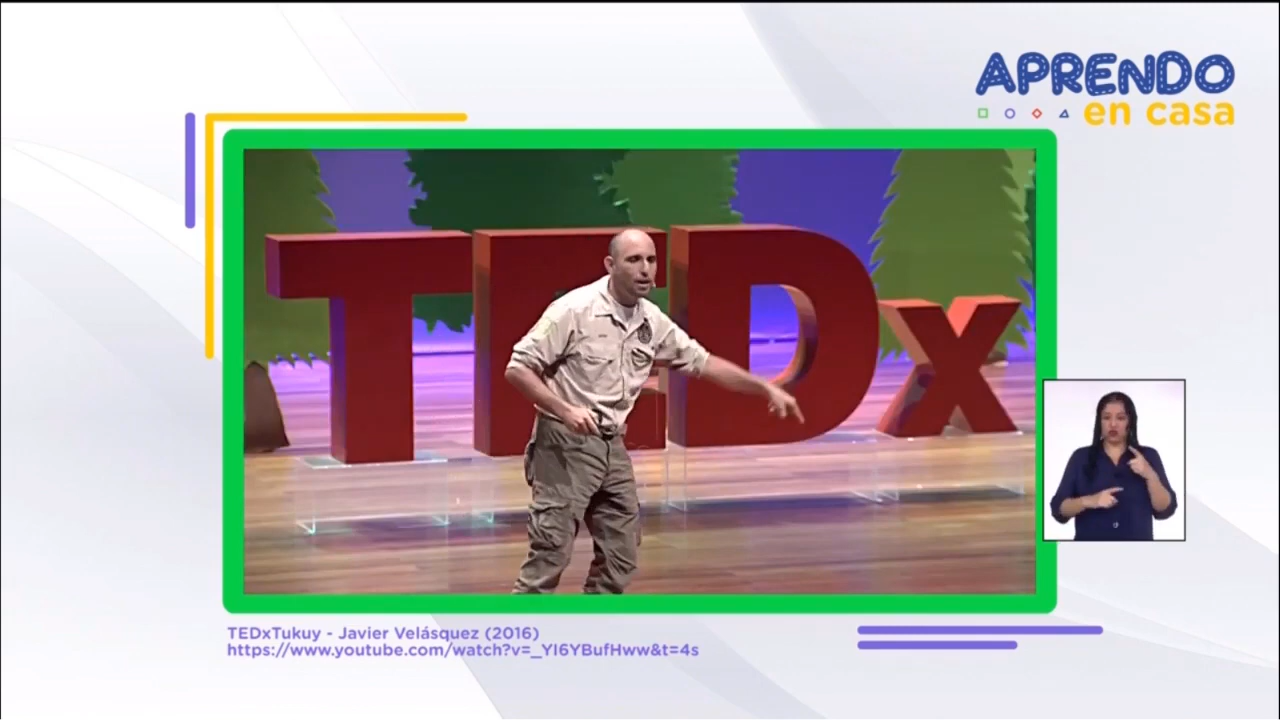 APRENDO
en casa
TEDx
TEDxTukuy - Javier Velásquez (2016)
https://www.youtube.com/watch?v=_YI6YBufHww&t=4s